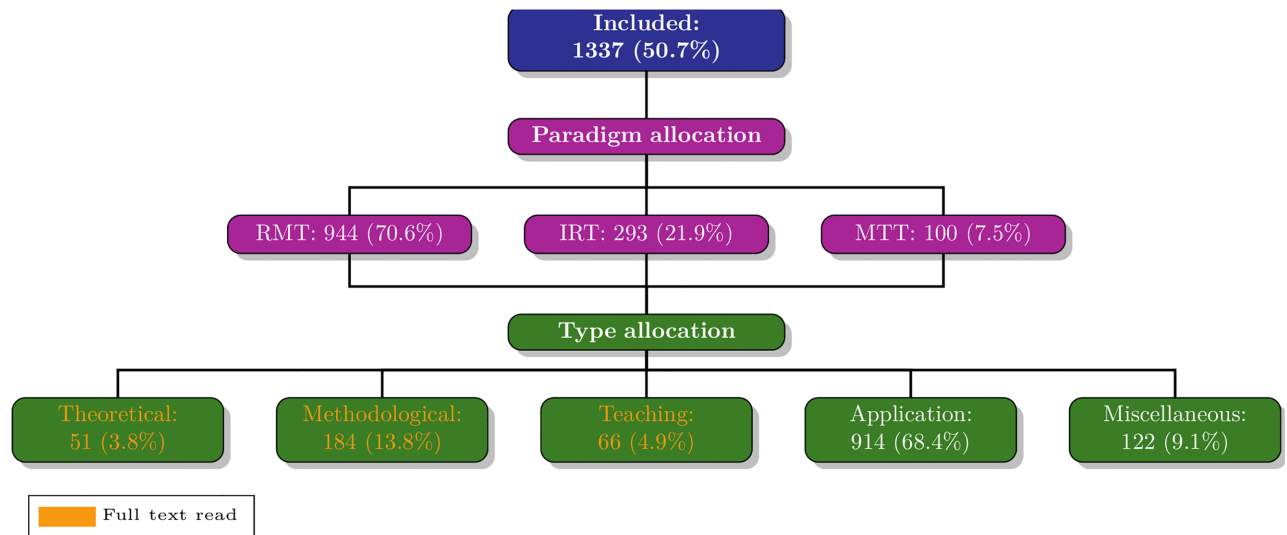 Included:
1337 (50.7%)
Paradigm allocation
RMT: 944 (70.6%)
IRT: 293 (21.9%)
MTT: 100 (7.5%)
Type allocation
Theoretical:
51 (3.8%)
Methodological:
184 (13.8%)
Teaching:
66 (4.9%)
Application:
914 (68.4%)
Miscellaneous:
122 (9.1%)
Full text read